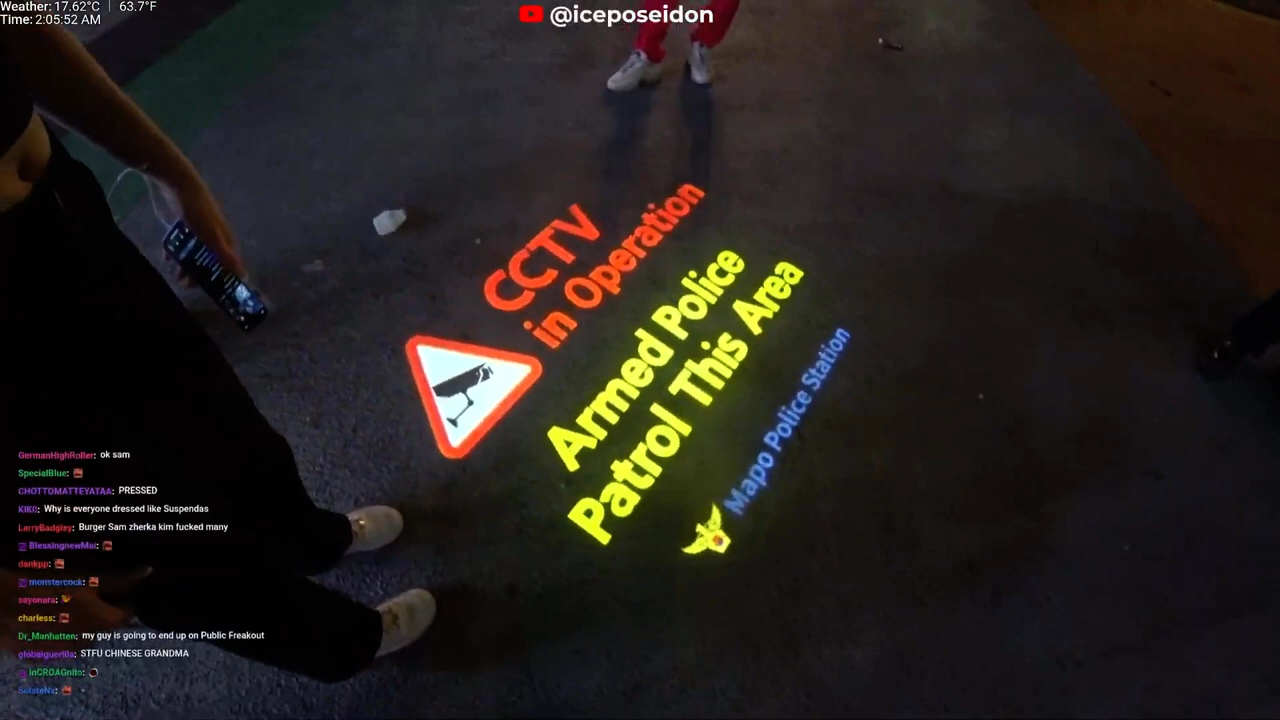 Weather: 17.62°C | 63.7°F
Time: 2:05:52 AM
@iceposeidon
CCTV
in Operation
Armed Police
Patrol This Area
Mapo Police Station
GermanHighRoller: ok sam
SpecialBlue:
CHOTTOMATTEYATAA: PRESSED
KIKO: Why is everyone dressed like Suspendas
LarryBadgley: Burger Sam zherka kim fucked many
BlessingnewMai:
dankpp:
monstercock:
sayonara:
charless:
Dr_Manhatten: my guy is going to end up on Public Freakout
globalguerilla: STFU CHINESE GRANDMA
inCROAGnito: